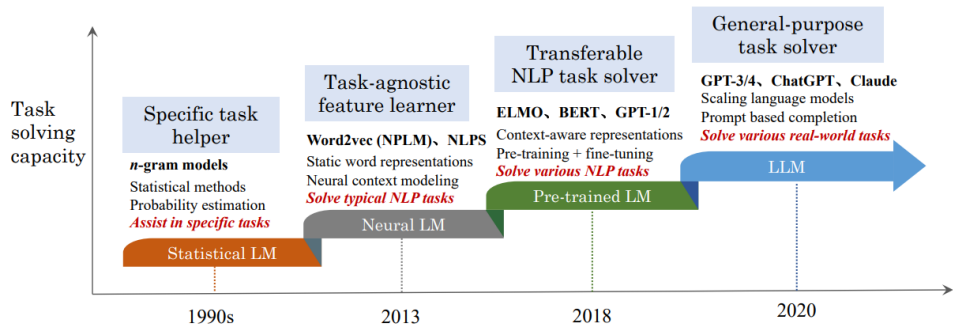 Task
solving
capacity
Specific task
helper
n-gram models
Statistical methods
Probability estimation
Assist in specific tasks
Statistical LM
1990s
Task-agnostic
feature learner
Word2vec (NPLM)、NLPS
Static word representations
Neural context modeling
Solve typical NLP tasks
Neural LM
2013
Transferable
NLP task solver
ELMO、BERT、GPT-1/2
Context-aware representations
Pre-training + fine-tuning
Solve various NLP tasks
Pre-trained LM
2018
General-purpose
task solver
GPT-3/4、ChatGPT、Claude
Scaling language models
Prompt based completion
Solve various real-world tasks
LLM
2020